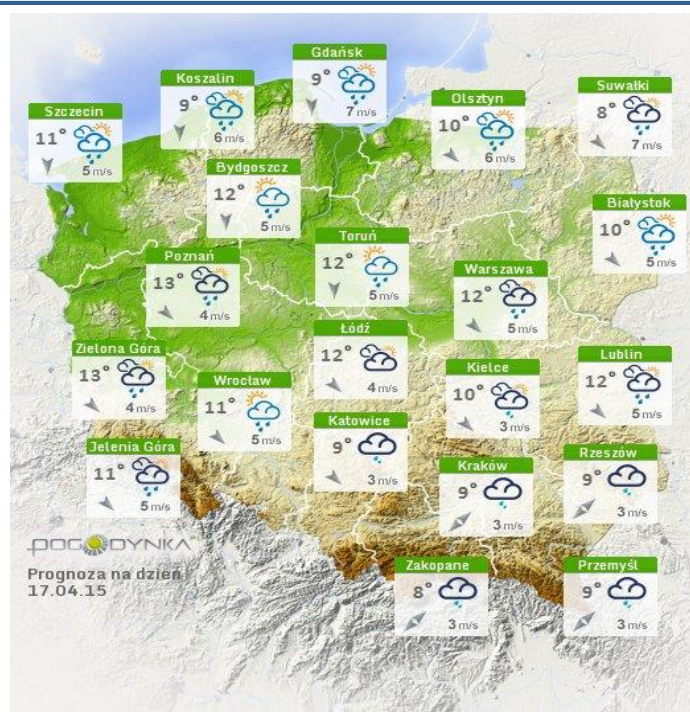 Gdańsk
9°
7 m/s
Koszalin
9°
6 m/s
Suwałki
8°
7 m/s
Olsztyn
10°
6 m/s
Szczecin
11°
5 m/s
Bydgoszcz
12°
5 m/s
Białystok
10°
5 m/s
Toruń
12°
5 m/s
Poznań
13°
4 m/s
Warszawa
12°
5 m/s
Łódź
12°
4 m/s
Zielona Góra
13°
4 m/s
Lublin
12°
5 m/s
Kielce
10°
3 m/s
Wrocław
11°
5 m/s
Katowice
9°
3 m/s
Jelenia Góra
11°
5 m/s
Rzeszów
9°
3 m/s
Kraków
9°
3 m/s
POGODYNKA
Prognoza na dzień
17.04.15
Zakopane
8°
3 m/s
Przemyśl
9°
3 m/s